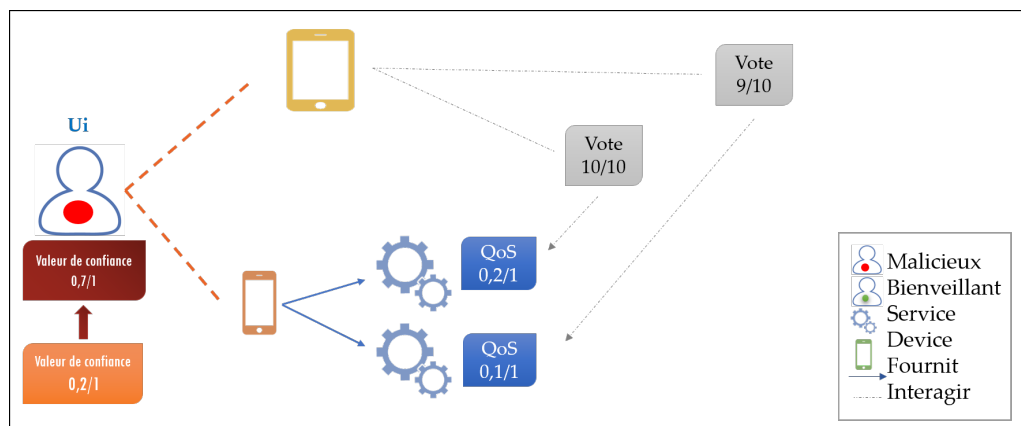 Vote
9/10
Ui
Vote
10/10
Valeur de confiance
0,7/1
QoS
0,2/1
Valeur de confiance
0,2/1
QoS
0,1/1
Malicieux
Bienveillant
Service
Device
Fournit
Interagir